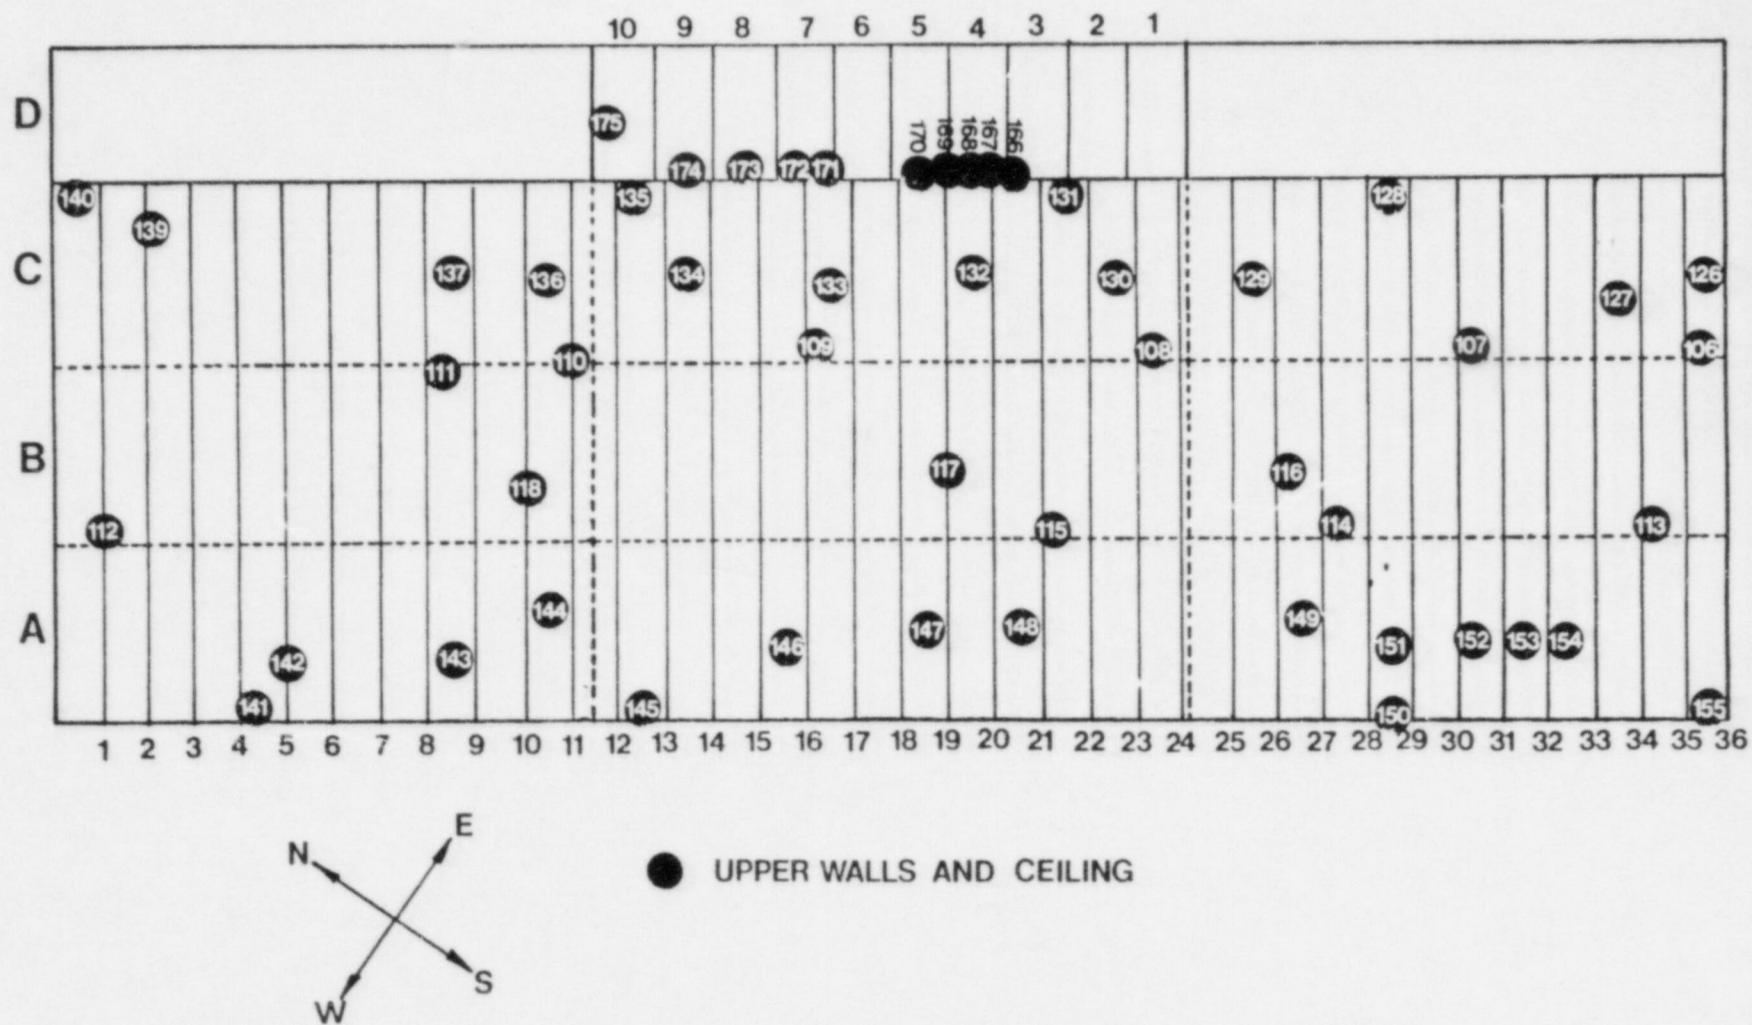 10 9 8 7 6 5 4 3 2 1
D
175
170 169 168 167 166
174 173 172 171
140 135 131 128
139
C
137 136 134 133 132 130 129 127 126
109 108 107 106
111 110
B
118 117 116
112 115 114 113
A
144 149
142 143 146 147 148 151 152 153 154
141 145 150 155
1 2 3 4 5 6 7 8 9 10 11 12 13 14 15 16 17 18 19 20 21 22 23 24 25 26 27 28 29 30 31 32 33 34 35 36
E
N
S
W
UPPER WALLS AND CEILING